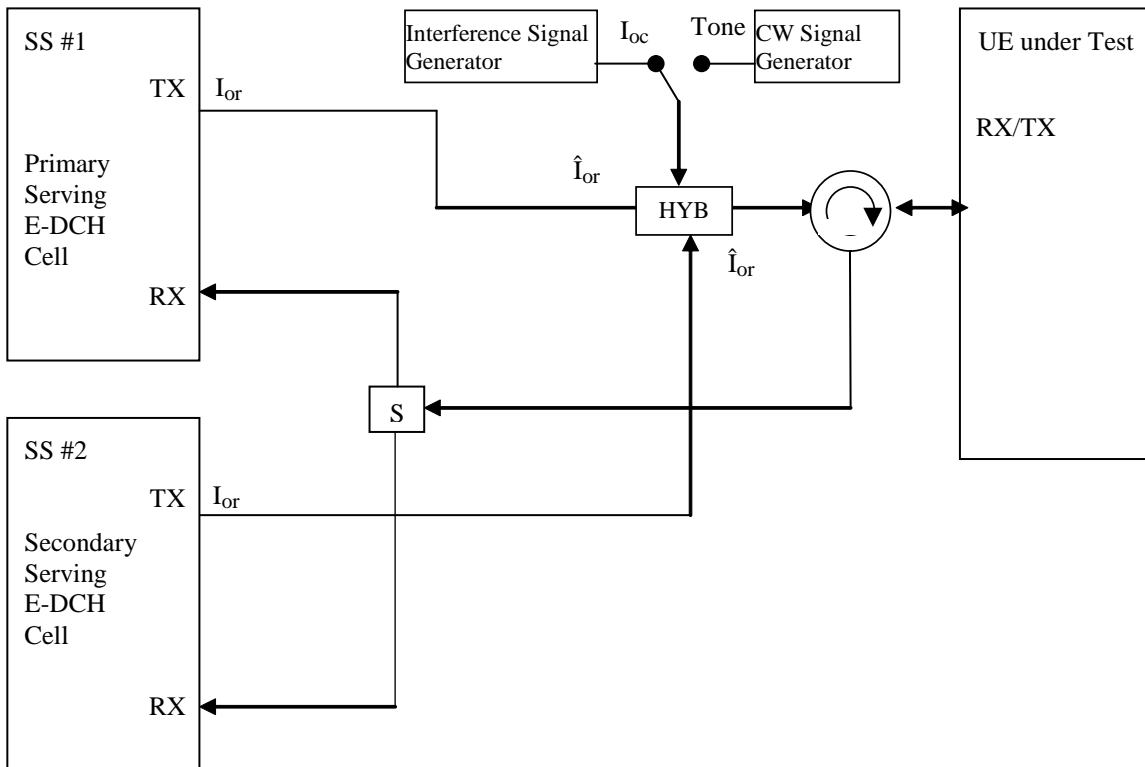 SS #1
TX
I_or
Primary
Serving
E-DCH
Cell
RX
Interference Signal
Generator
I_oc
Tone
CW Signal
Generator
UE under Test
RX/TX
Î_or
HYB
Î_or
S
SS #2
TX
I_or
Secondary
Serving
E-DCH
Cell
RX